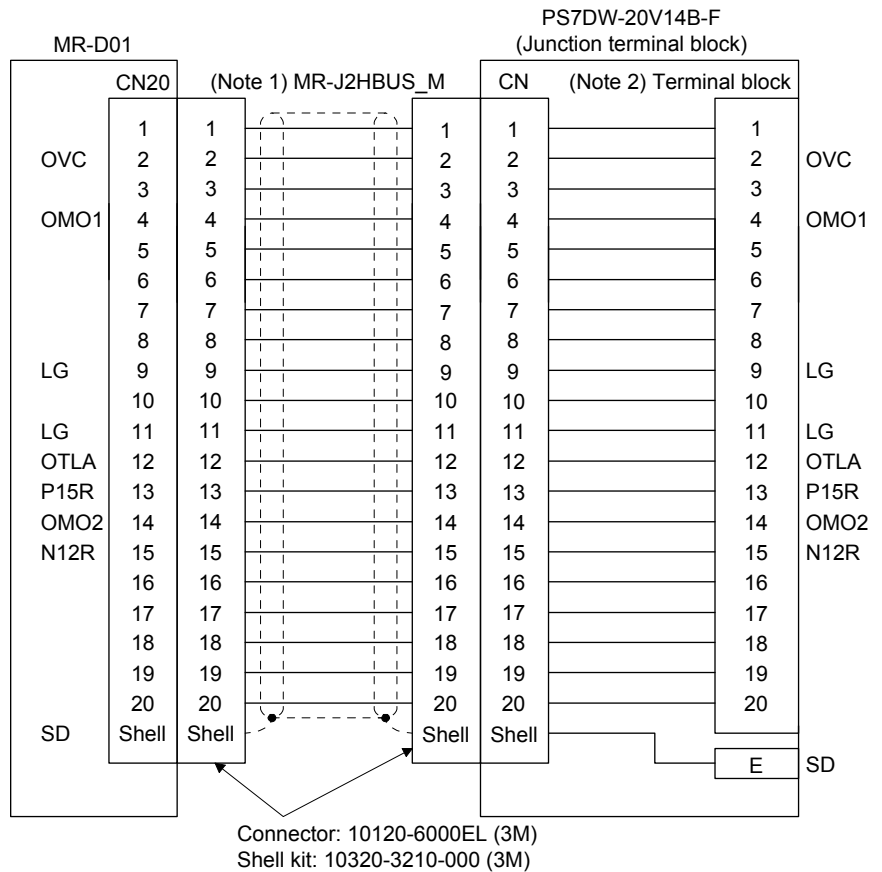 PS7DW-20V14B-F
MR-D01 (Junction terminal block)
CN20 (Note 1) MR-J2HBUS_M CN (Note 2) Terminal block
1 1 1 1 1
OVC 2 2 2 2 2 OVC
3 3 3 3 3
OMO1 4 4 4 4 4 OMO1
5 5 5 5 5
6 6 6 6 6
7 7 7 7 7
8 8 8 8 8
LG 9 9 9 9 9 LG
10 10 10 10 10
LG 11 11 11 11 11 LG
OTLA 12 12 12 12 12 OTLA
P15R 13 13 13 13 13 P15R
OMO2 14 14 14 14 14 OMO2
N12R 15 15 15 15 15 N12R
16 16 16 16 16
17 17 17 17 17
18 18 18 18 18
19 19 19 19 19
20 20 20 20 20
SD Shell Shell Shell Shell
E SD
Connector: 10120-6000EL (3M)
Shell kit: 10320-3210-000 (3M)